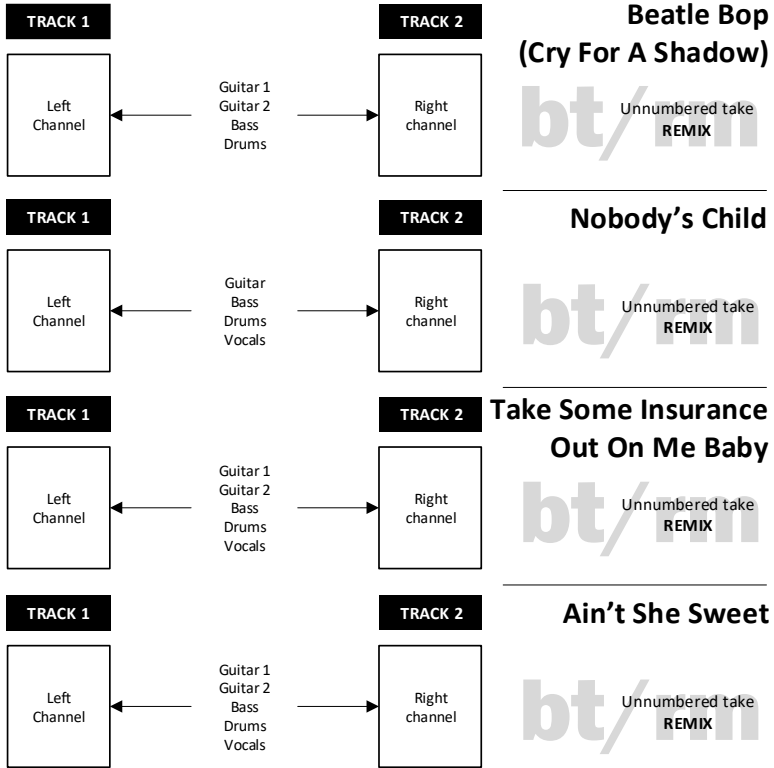 TRACK 1
TRACK 2
Beatle Bop
(Cry For A Shadow)
Left
Channel
Guitar 1
Guitar 2
Bass
Drums
Right
channel
bt/rm
Unnumbered take
REMIX
TRACK 1
TRACK 2
Nobody’s Child
Left
Channel
Guitar
Bass
Drums
Vocals
Right
channel
bt/rm
Unnumbered take
REMIX
TRACK 1
TRACK 2
Take Some Insurance
Out On Me Baby
Left
Channel
Guitar 1
Guitar 2
Bass
Drums
Vocals
Right
channel
bt/rm
Unnumbered take
REMIX
TRACK 1
TRACK 2
Ain’t She Sweet
Left
Channel
Guitar 1
Guitar 2
Bass
Drums
Vocals
Right
channel
bt/rm
Unnumbered take
REMIX